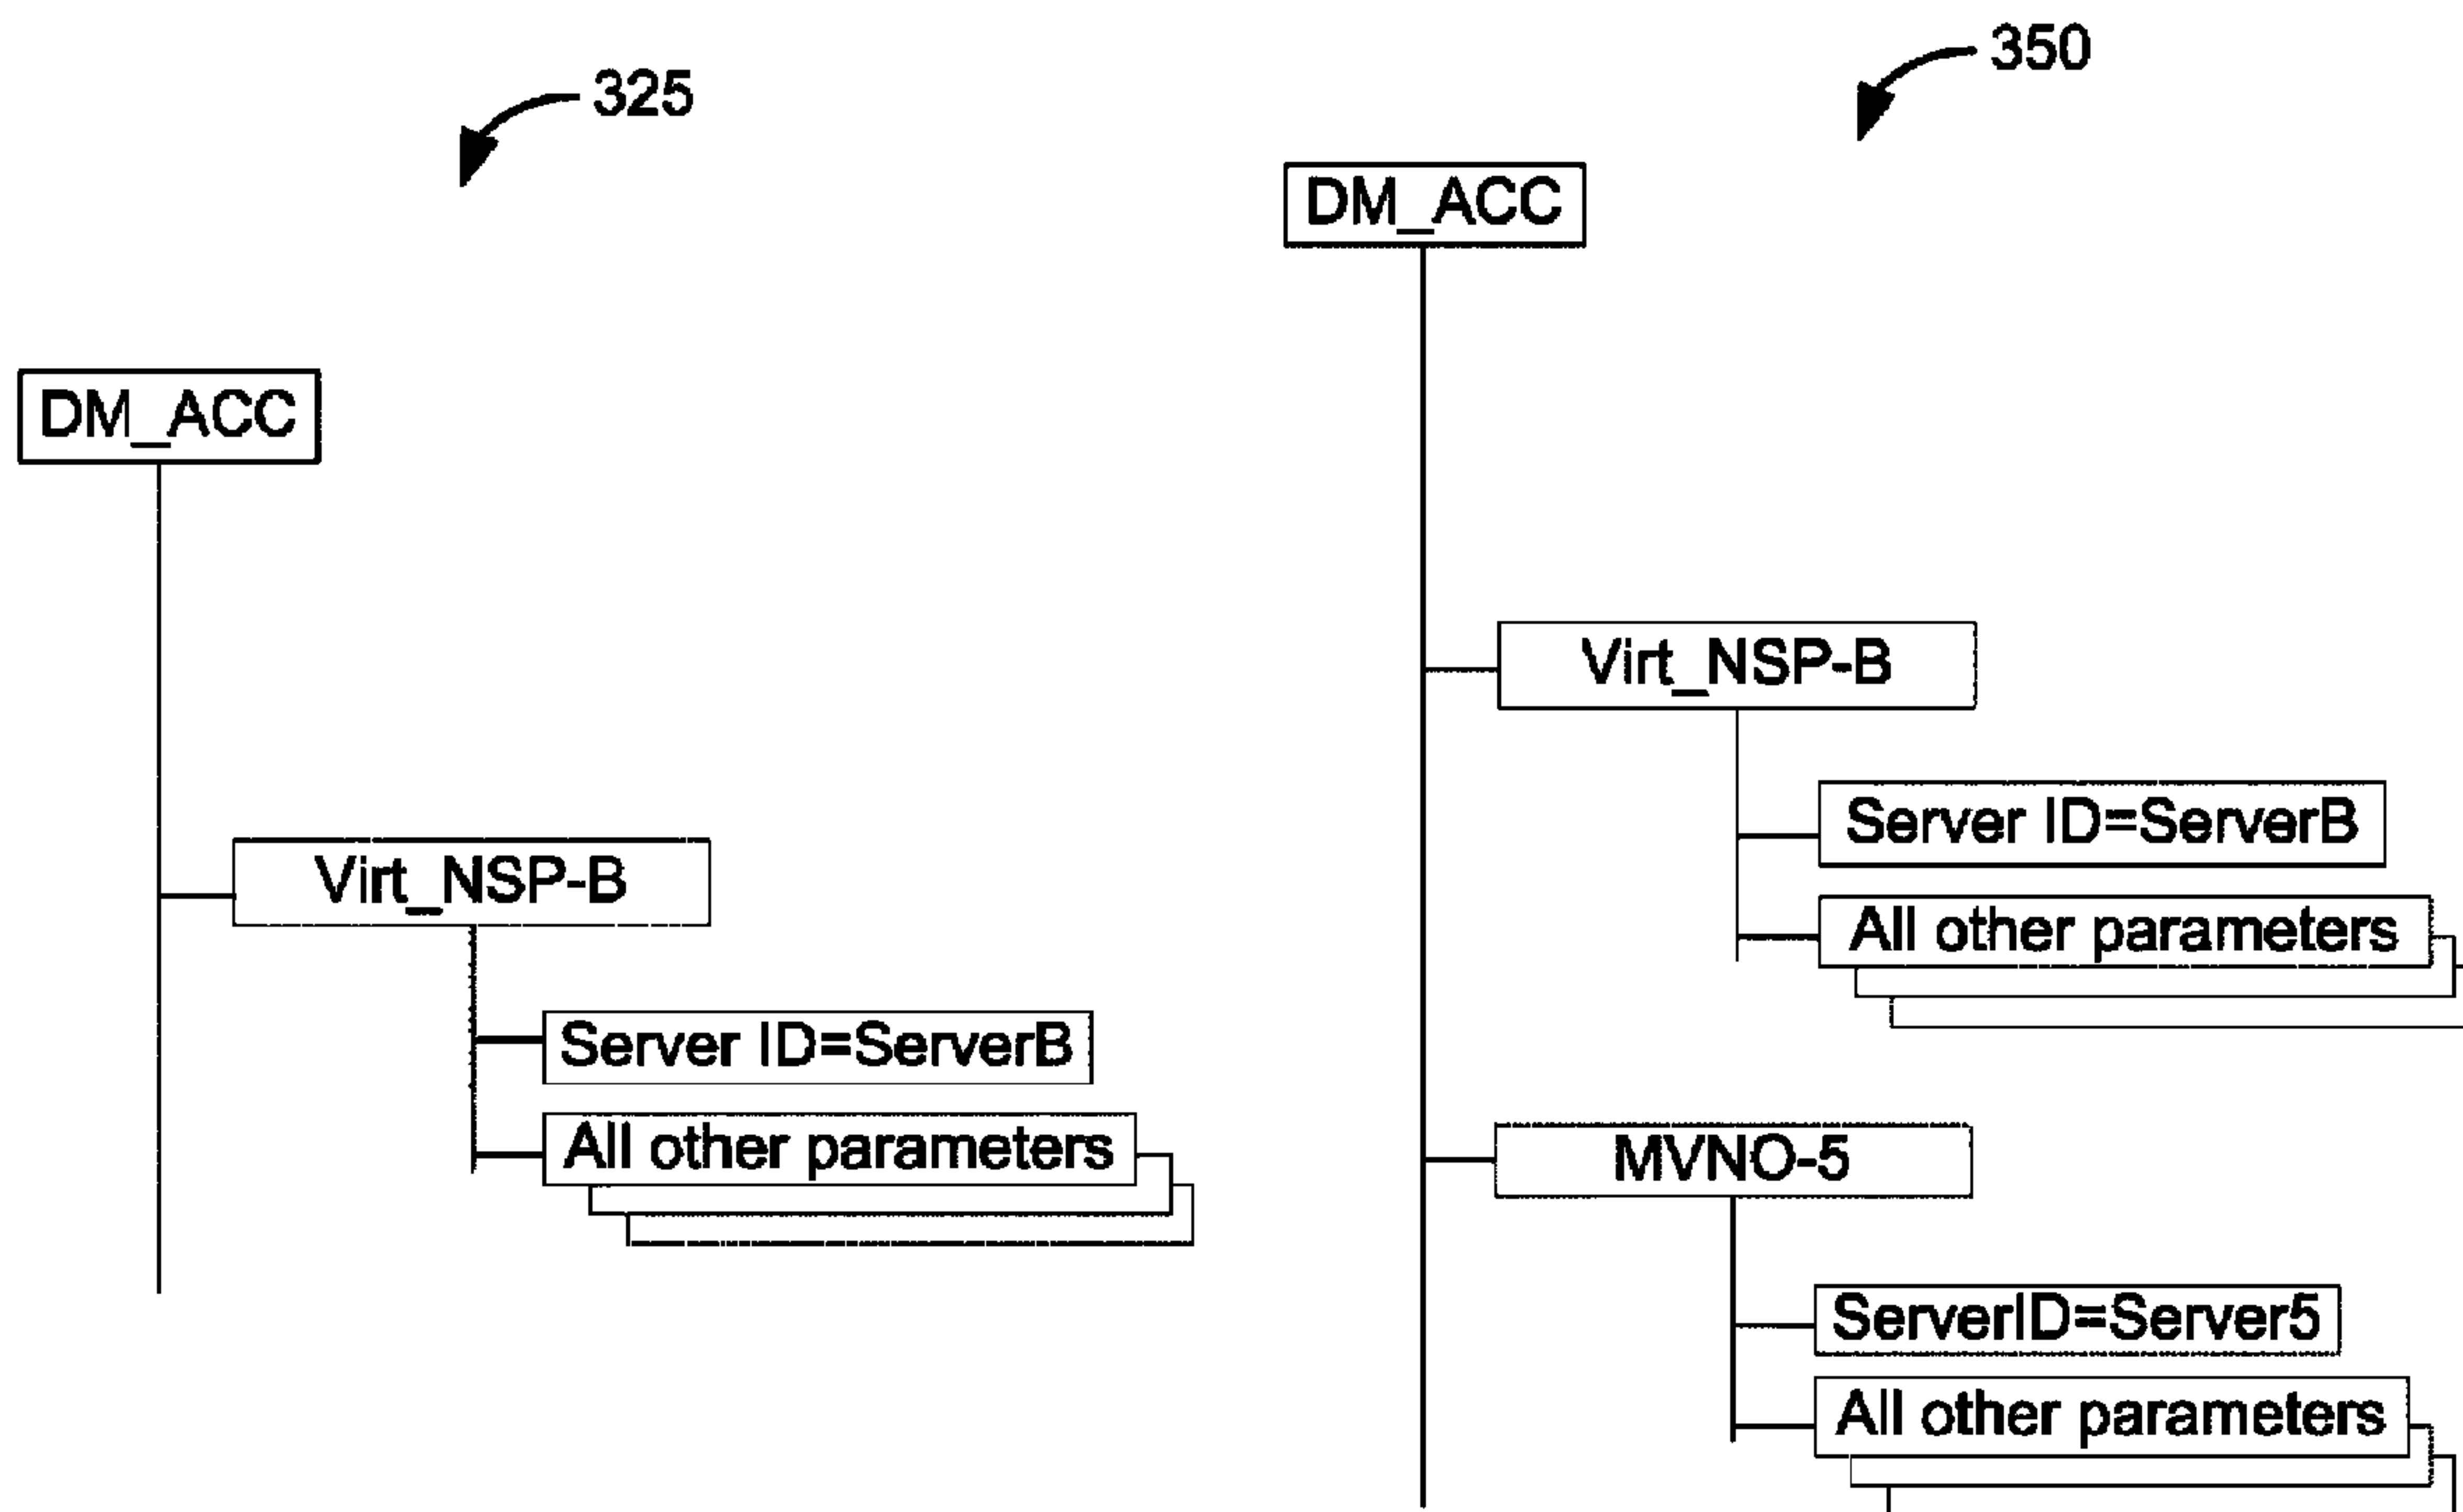 325
DM_ACC
Virt_NSP-B
Server ID=ServerB
All other parameters
350
DM_ACC
Virt_NSP-B
Server ID=ServerB
All other parameters
MVNO-5
ServerID=Server5
All other parameters